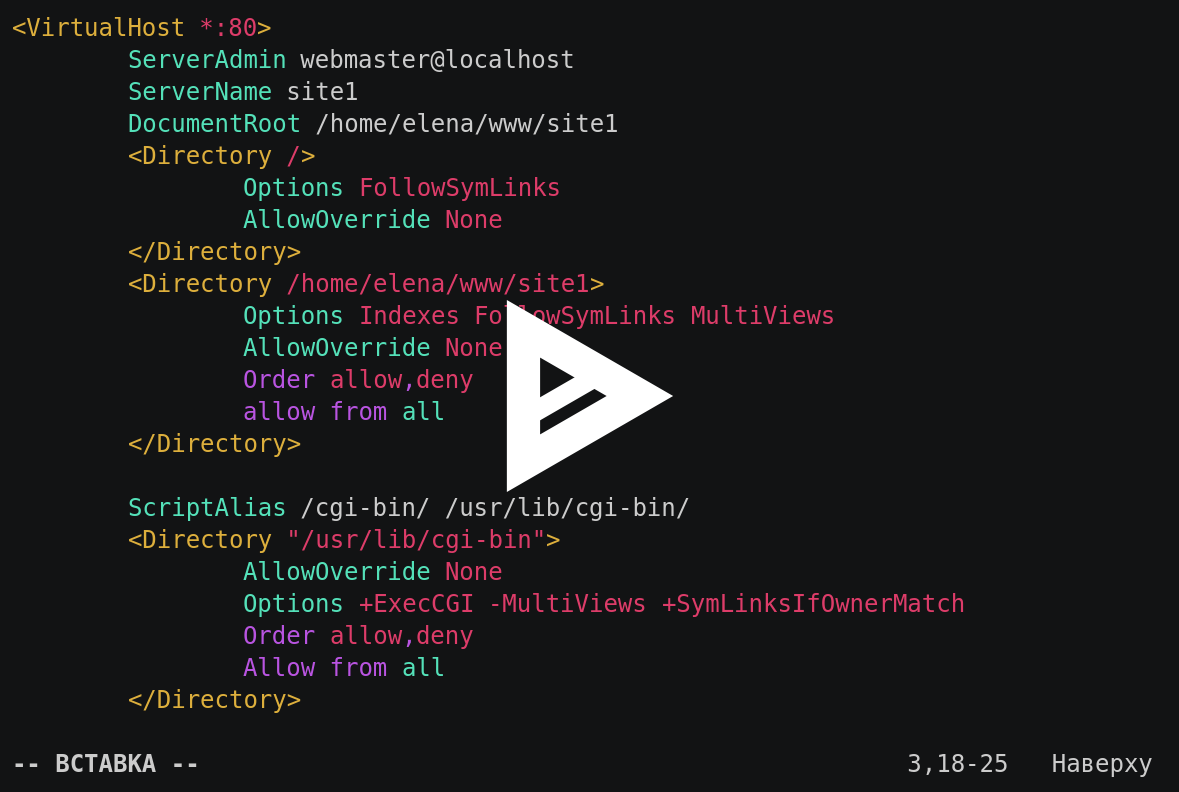 <VirtualHost *:80>
ServerAdmin webmaster@localhost
ServerName site1
DocumentRoot /home/elena/www/site1
<Directory />
Options FollowSymLinks
AllowOverride None
</Directory>
<Directory /home/elena/www/site1>
Options Indexes FollowSymLinks MultiViews
AllowOverride None
Order allow,deny
allow from all
</Directory>
ScriptAlias /cgi-bin/ /usr/lib/cgi-bin/
<Directory "/usr/lib/cgi-bin">
AllowOverride None
Options +ExecCGI -MultiViews +SymLinksIfOwnerMatch
Order allow,deny
Allow from all
</Directory>
-- ВСТАВКА -- 3,18-25 Наверху